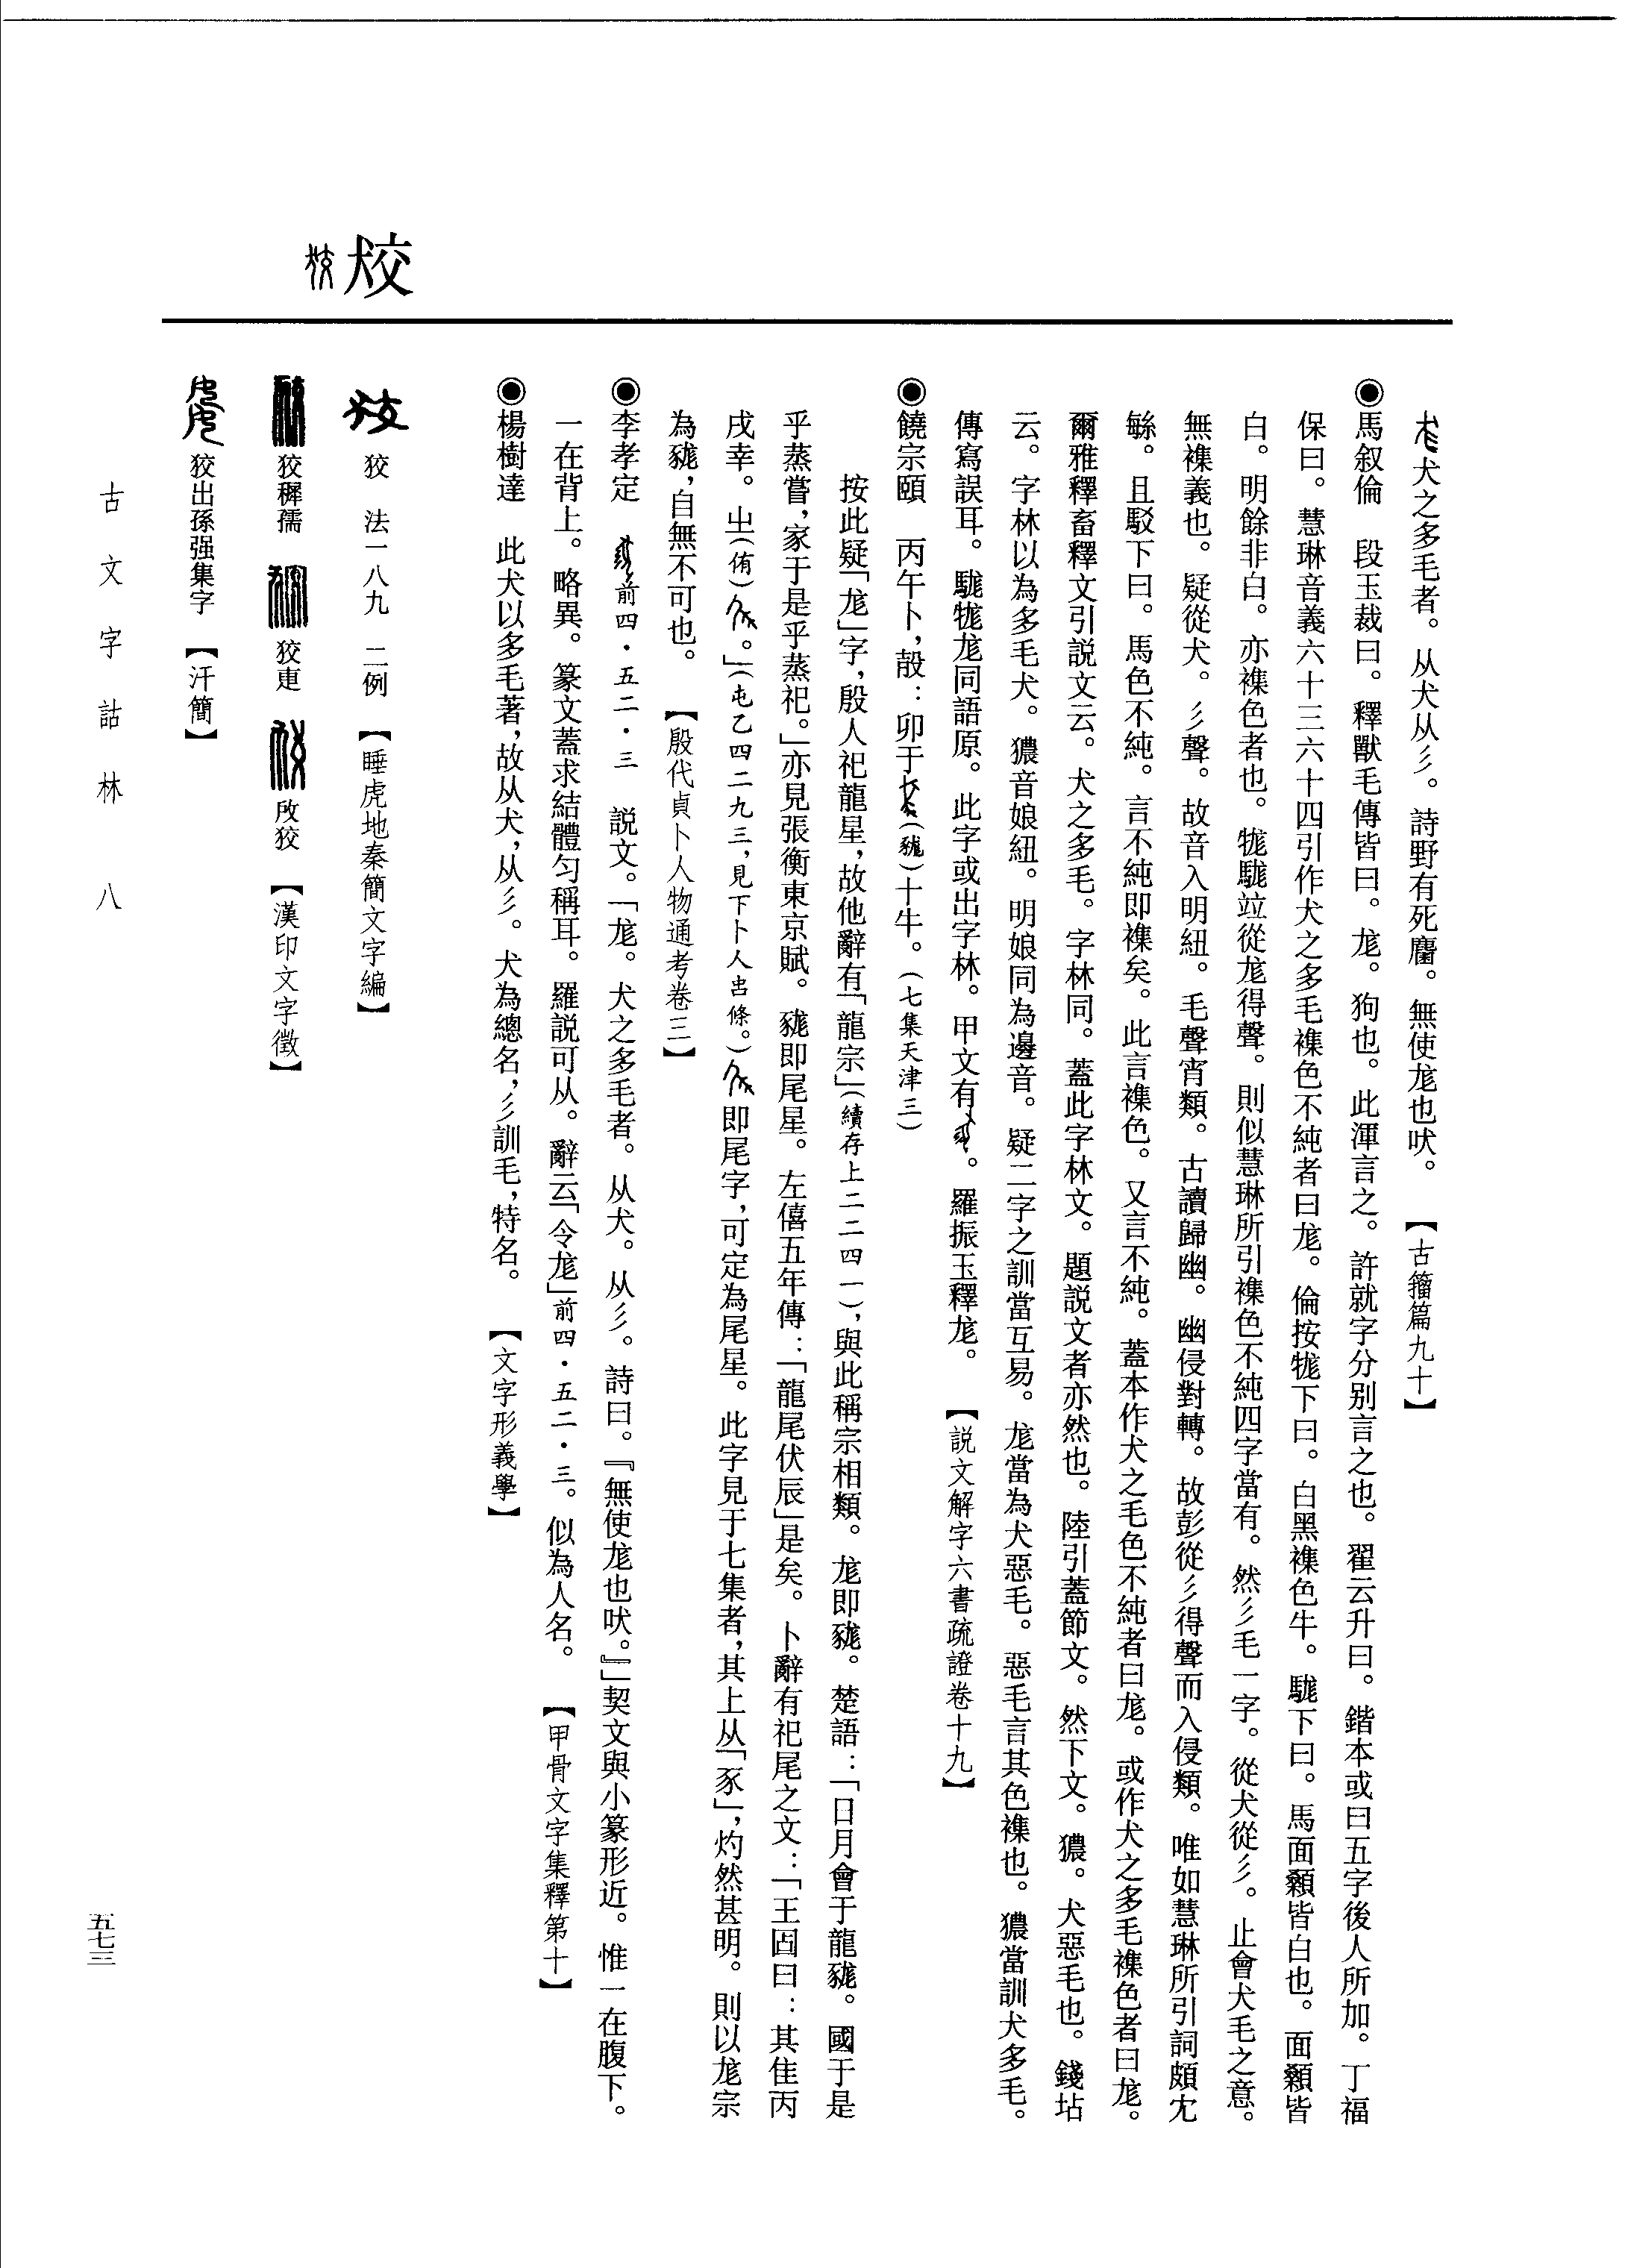 狡
犬之多毛者。从犬从彡。詩野有死麕。無使尨也吠。【古籀篇九十】
◉馬叙倫　段玉裁曰。釋獸毛傳皆曰。尨。狗也。此渾言之。許就字分別言之也。翟云升曰。鍇本或曰五字後人所加。丁福
保曰。慧琳音義六十三六十四引作犬之多毛襍色不純者曰尨。倫按牻下曰。白黑襍色牛。駹下曰。馬面顙皆白也。面顙皆
白。明餘非白。亦襍色者也。牻駹竝從尨得聲。則似慧琳所引襍色不純四字當有。然彡毛一字。從犬從彡。止會犬毛之意。
無襍義也。疑從犬。彡聲。故音入明紐。毛聲宵類。古讀歸幽。幽侵對轉。故彭從彡得聲而入侵類。唯如慧琳所引詞頗冘
緐。且駁下曰。馬色不純。言不純即襍矣。此言襍色。又言不純。蓋本作犬之毛色不純者曰尨。或作犬之多毛襍色者曰尨。
爾雅釋畜釋文引説文云。犬之多毛。字林同。蓋此字林文。題説文者亦然也。陸引蓋節文。然下文。獳。犬惡毛也。錢坫
云。字林以為多毛犬。獳音娘紐。明娘同為邊音。疑二字之訓當互易。尨當為犬惡毛。惡毛言其色襍也。獳當訓犬多毛。
傳寫誤耳。駹牻尨同語原。此字或出字林。甲文有。羅振玉釋尨。【説文解字六書疏證卷十九】
◉饒宗頤　丙午卜，㱿：卯于（豵）十牛。（七集天津三）
按此疑「尨」字，殷人祀龍星，故他辭有「龍宗」（續存上二二四一），與此稱宗相類。尨即豵。楚語：「日月會于龍豵。國于是
乎蒸嘗，家于是乎蒸祀。」亦見張衡東京賦。豵即尾星。左僖五年傳：「龍尾伏辰」是矣。卜辭有祀尾之文：「王固曰：其隹丙
戌幸。㞢（侑）。」（屯乙四二九三，見下卜人𠱠條。）即尾字，可定為尾星。此字見于七集者，其上从「豕」，灼然甚明。則以尨宗
為豵，自無不可也。【殷代貞卜人物通考卷三】
◉李孝定　前四・五二・三　説文。「尨。犬之多毛者。从犬。从彡。詩曰。『無使尨也吠。』」契文與小篆形近。惟一在腹下。
一在背上。略異。篆文蓋求結體匀稱耳。羅説可从。辭云「令尨」前四・五二・三。似為人名。【甲骨文字集釋第十】
◉楊樹達　此犬以多毛著，故从犬，从彡。犬為總名，彡訓毛，特名。【文字形義學】
狡　法一八九　二例【睡虎地秦簡文字編】
狡穉孺　狡疌　攺狡【漢印文字徵】
狡出孫强集字【汗簡】
古文字詁林　八
五七三